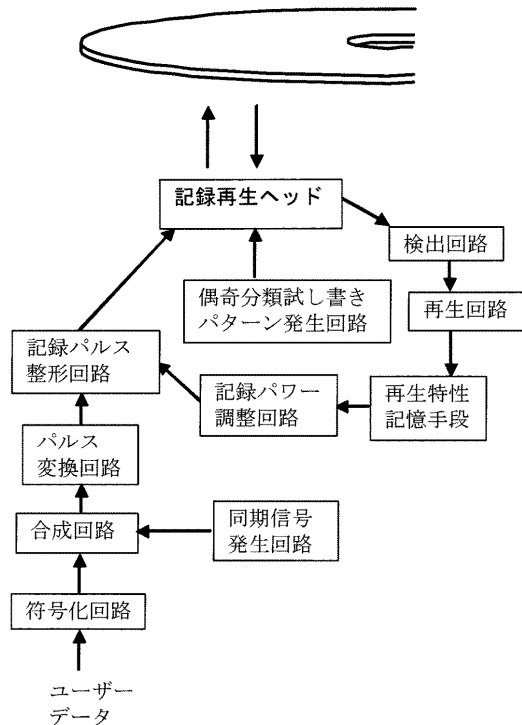 記録再生ヘッド
検出回路
偶奇分類試し書き
パターン発生回路
再生回路
記録パルス
整形回路
記録パワー
調整回路
再生特性
記憶手段
パルス
変換回路
合成回路
同期信号
発生回路
符号化回路
ユーザー
データ